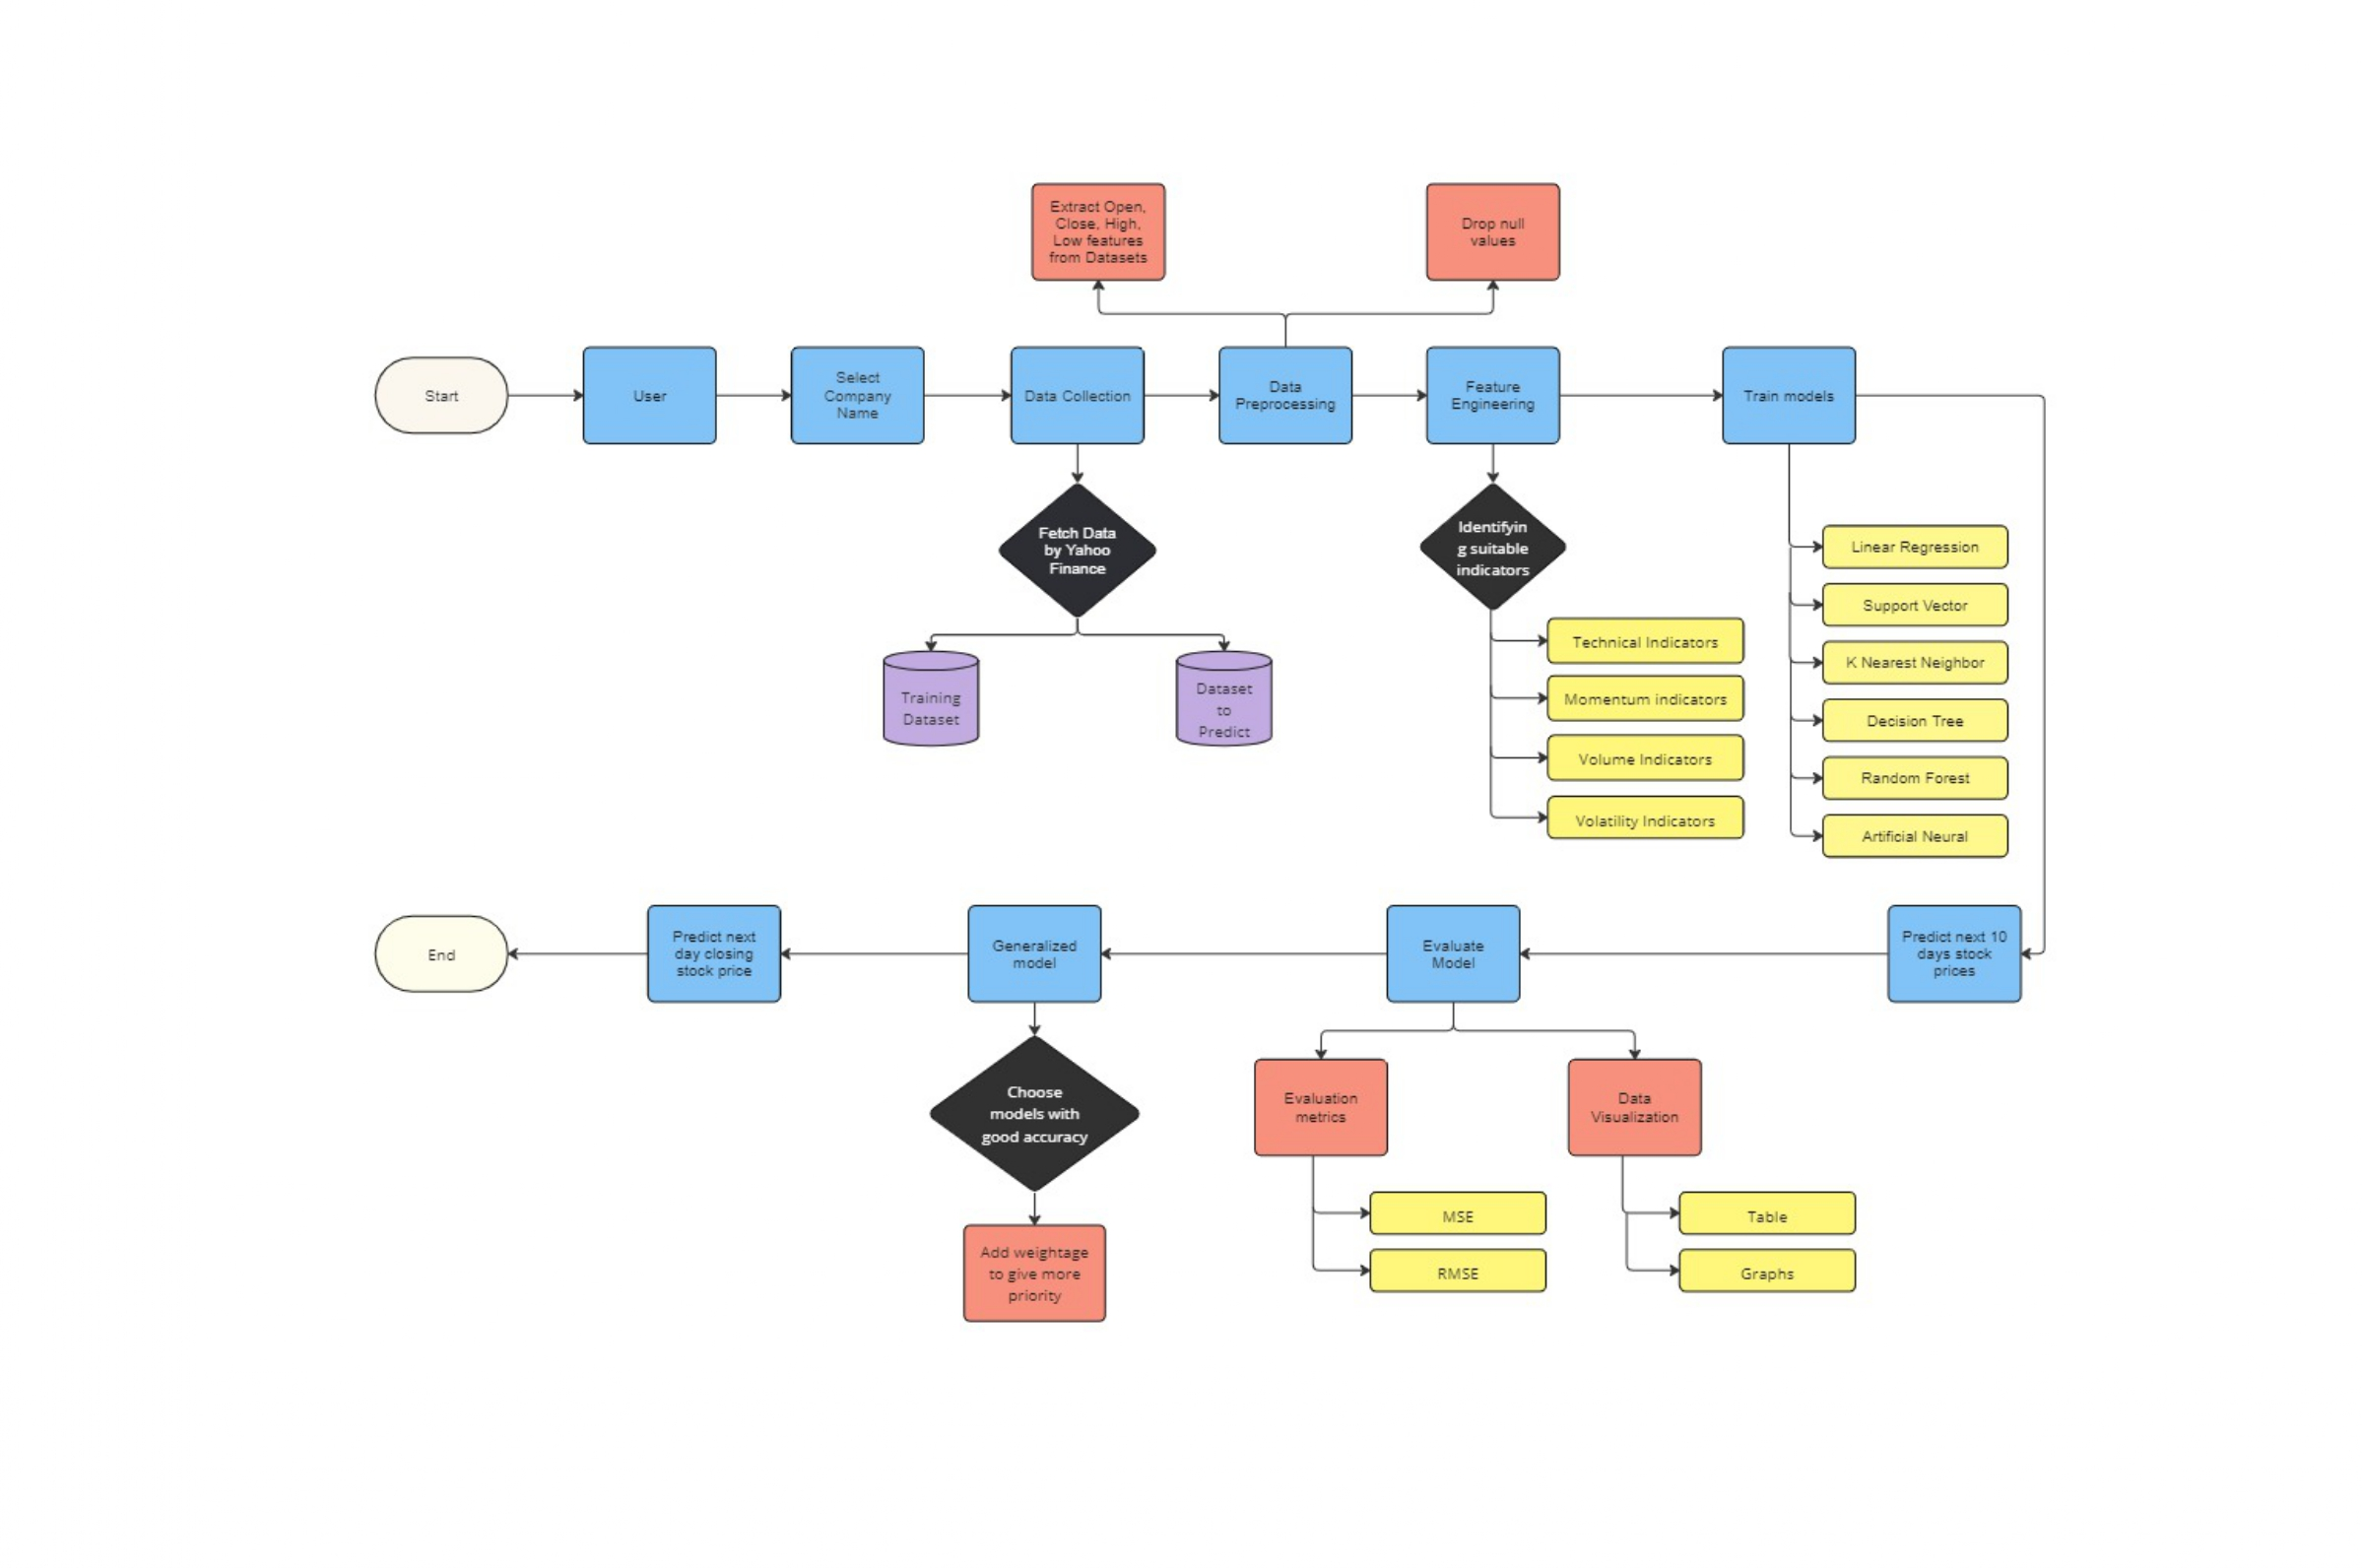 Extract Open,
Close, High,
Low features
from Datasets
Drop null
values
Start
User
Select
Company
Name
Data Collection
Data
Preprocessing
Feature
Engineering
Train models
Fetch Data
by Yahoo
Finance
Identifyin
g suitable
indicators
Linear Regression
Support Vector
K Nearest Neighbor
Decision Tree
Random Forest
Artificial Neural
Technical Indicators
Momentum indicators
Volume Indicators
Volatility Indicators
Training
Dataset
Dataset
to
Predict
End
Predict next
day closing
stock price
Generalized
model
Evaluate
Model
Predict next 10
days stock
prices
Choose
models with
good accuracy
Evaluation
metrics
Data
Visualization
MSE
RMSE
Table
Graphs
Add weightage
to give more
priority